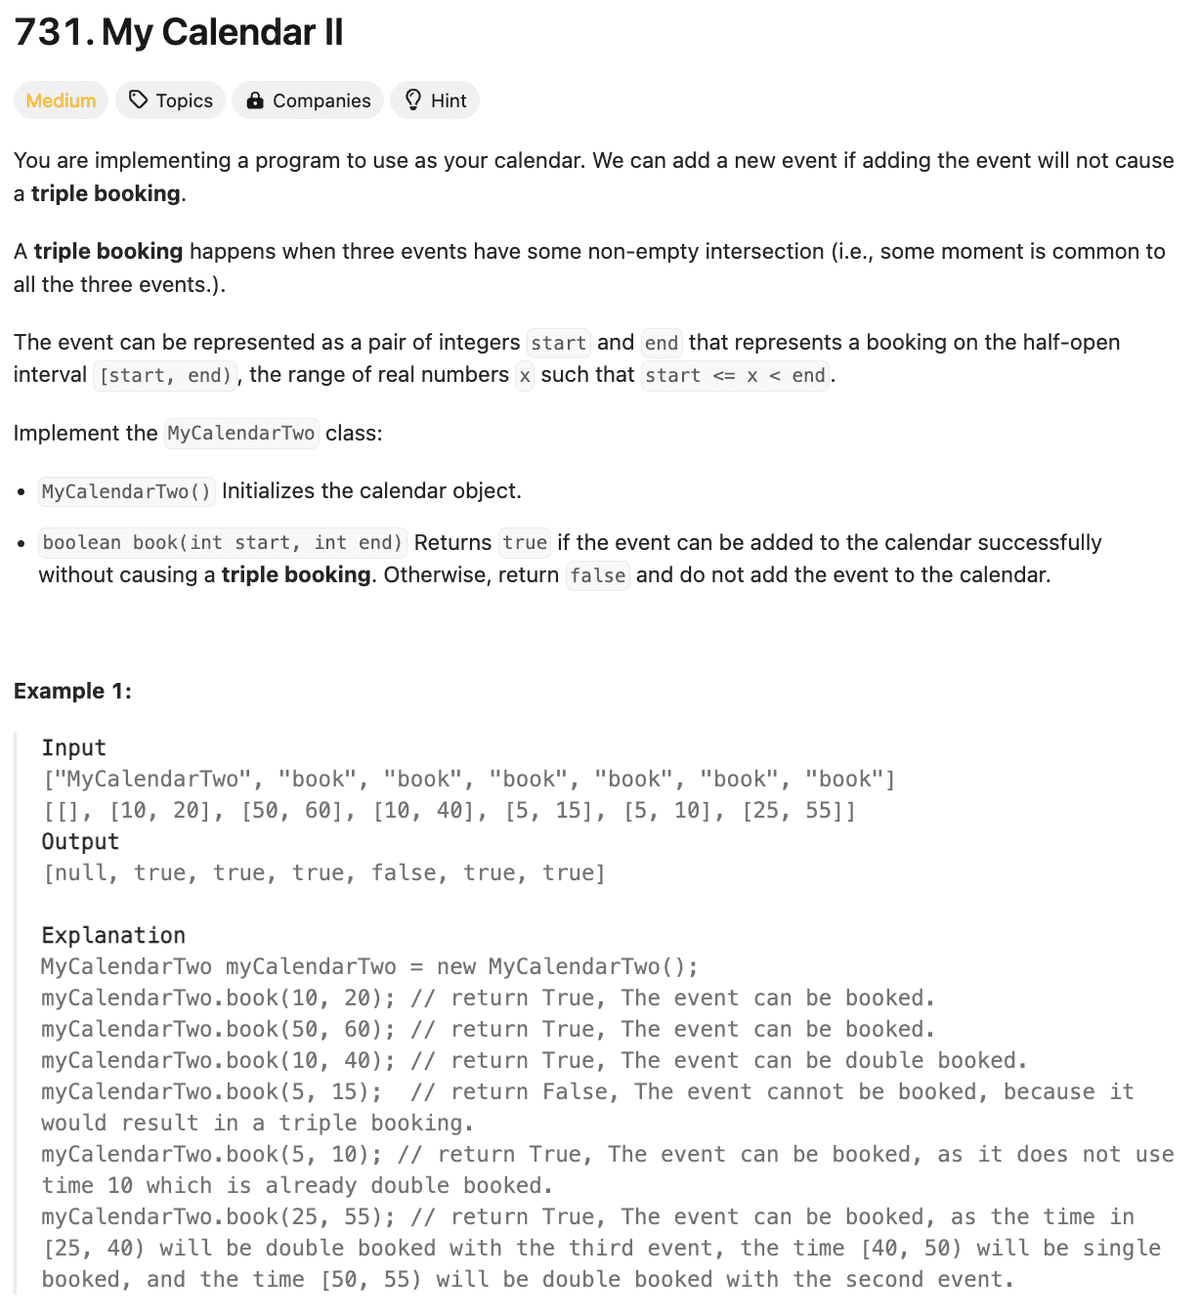 731. My Calendar II
Medium Topics Companies Hint
You are implementing a program to use as your calendar. We can add a new event if adding the event will not cause
a triple booking.
A triple booking happens when three events have some non-empty intersection (i.e., some moment is common to
all the three events.).
The event can be represented as a pair of integers start and end that represents a booking on the half-open
interval [start, end), the range of real numbers x such that start <= x < end.
Implement the MyCalendarTwo class:
• MyCalendarTwo() Initializes the calendar object.
• boolean book(int start, int end) Returns true if the event can be added to the calendar successfully
without causing a triple booking. Otherwise, return false and do not add the event to the calendar.
Example 1:
Input
["MyCalendarTwo", "book", "book", "book", "book", "book", "book"]
[[], [10, 20], [50, 60], [10, 40], [5, 15], [5, 10], [25, 55]]
Output
[null, true, true, true, false, true, true]
Explanation
MyCalendarTwo myCalendarTwo = new MyCalendarTwo();
myCalendarTwo.book(10, 20); // return True, The event can be booked.
myCalendarTwo.book(50, 60); // return True, The event can be booked.
myCalendarTwo.book(10, 40); // return True, The event can be double booked.
myCalendarTwo.book(5, 15);  // return False, The event cannot be booked, because it
would result in a triple booking.
myCalendarTwo.book(5, 10); // return True, The event can be booked, as it does not use
time 10 which is already double booked.
myCalendarTwo.book(25, 55); // return True, The event can be booked, as the time in
[25, 40) will be double booked with the third event, the time [40, 50) will be single
booked, and the time [50, 55) will be double booked with the second event.